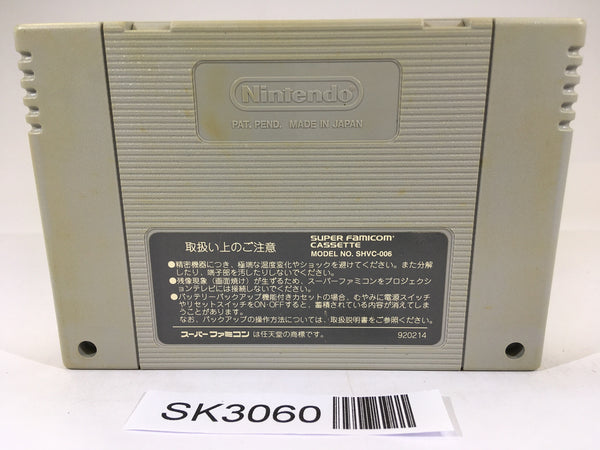 Nintendo
PAT. PEND. MADE IN JAPAN
取扱い上のご注意
SUPER FAMICOM
CASSETTE
MODEL NO. SHVC-006
●精密機器につき、極端な温度変化やショックを避けてください。また分解
したり、端子部を汚したりしないでください。
●残像現象(画面焼け)が生ずるため、スーパーファミコンをプロジェクシ
ョンテレビには接続しないでください。
●バッテリーバックアップ機能付きカセットの場合、むやみに電源スイッチ
やリセットスイッチをON・OFFすると、蓄積されている内容が消えてしま
うことがあります。
なお、バックアップの操作方法については、取扱説明書をご参照ください。
スーパーファミコン は任天堂の商標です。
920214
SK3060